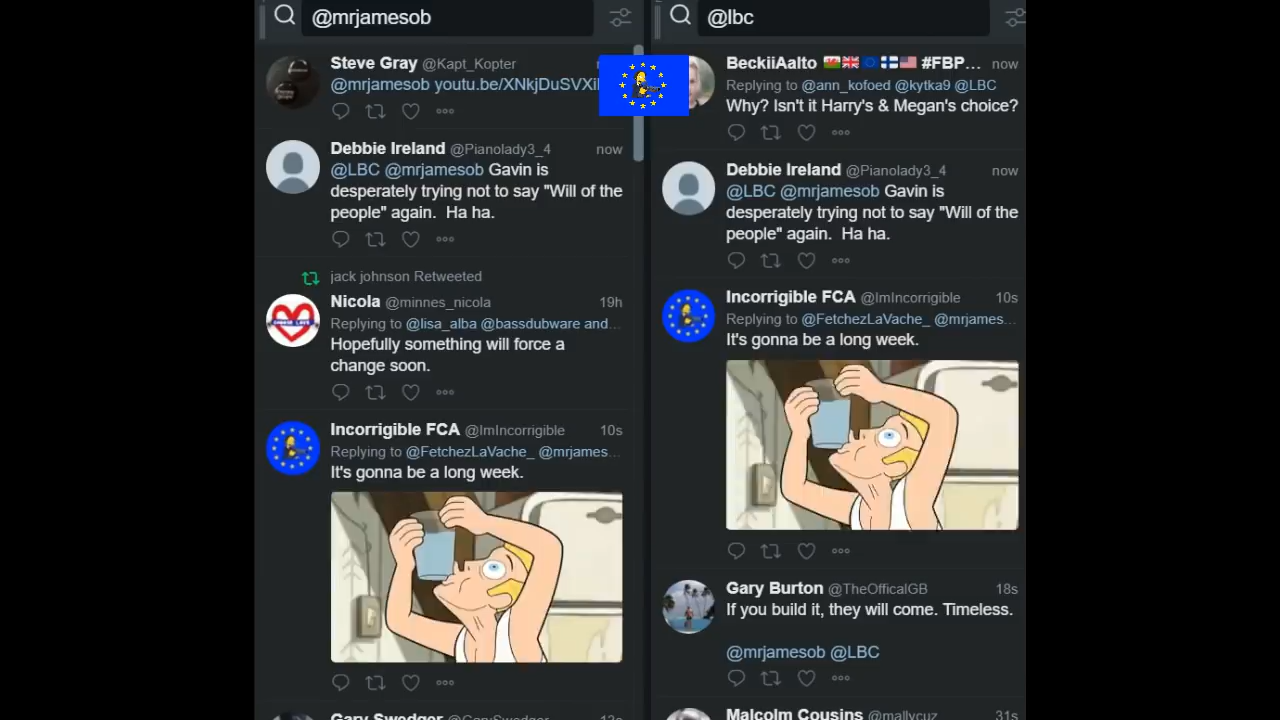 @mrjamesob
Steve Gray @Kapt_Kopter
@mrjamesob youtu.be/XNkjDuSVXi
Debbie Ireland @Pianolady3_4 now
@LBC @mrjamesob Gavin is
desperately trying not to say "Will of the
people" again. Ha ha.
jack johnson Retweeted
Nicola @minnes_nicola 19h
Replying to @lisa_alba @bassdubware and...
Hopefully something will force a
change soon.
Incorrigible FCA @ImIncorrigible 10s
Replying to @FetchezLaVache_ @mrjames...
It's gonna be a long week.
Gary Swedger @GarySwedger 12s
@lbc
BeckiiAalto #FBP... now
Replying to @ann_kofoed @kytka9 @LBC
Why? Isn't it Harry's & Megan's choice?
Debbie Ireland @Pianolady3_4 now
@LBC @mrjamesob Gavin is
desperately trying not to say "Will of the
people" again. Ha ha.
Incorrigible FCA @ImIncorrigible 10s
Replying to @FetchezLaVache_ @mrjames...
It's gonna be a long week.
Gary Burton @TheOfficalGB 18s
If you build it, they will come. Timeless.
@mrjamesob @LBC
Malcolm Cousins @mallycuz 31s